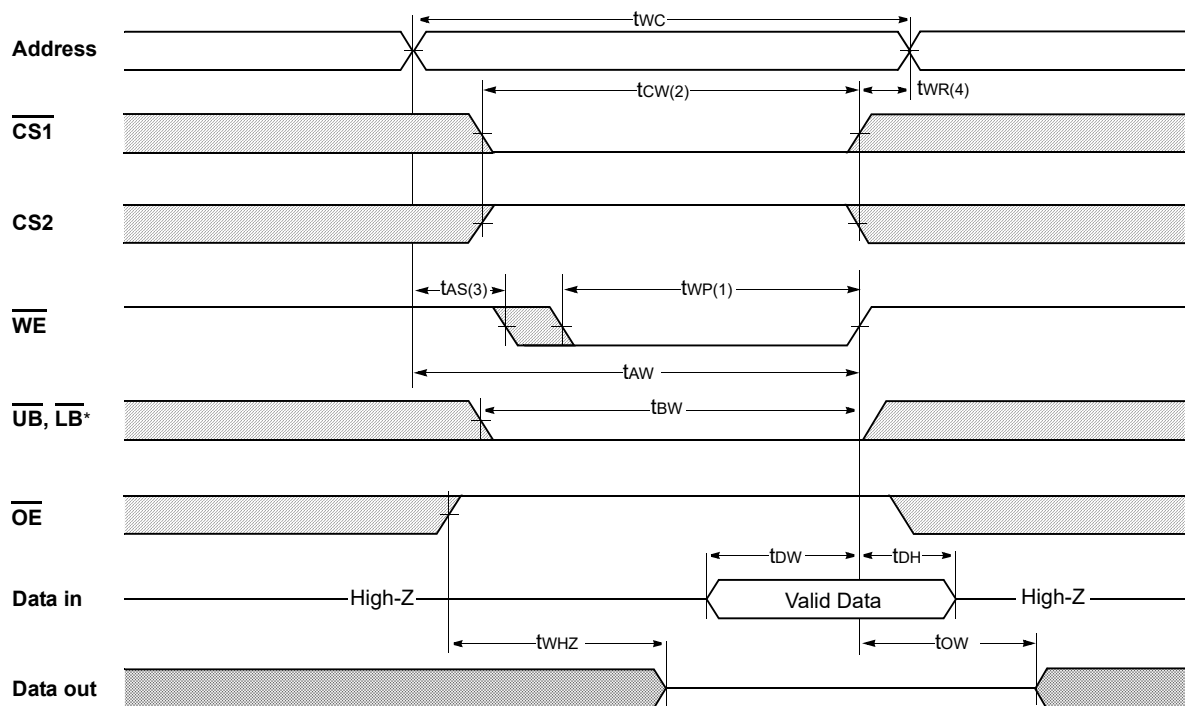 tWC
Address
tCW(2)
tWR(4)
CS1
CS2
tAS(3)
tWP(1)
WE
tAW
UB, LB*
tBW
OE
tDW
tDH
Data in
High-Z
Valid Data
High-Z
tWHZ
tOW
Data out